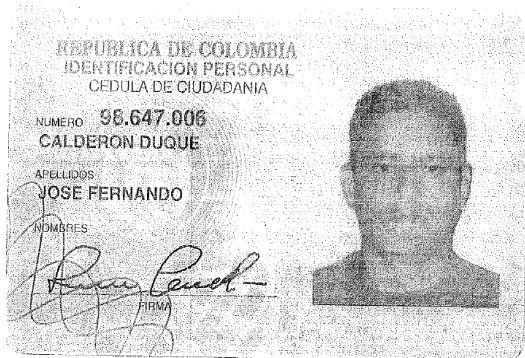 REPUBLICA DE COLOMBIA
IDENTIFICACION PERSONAL
CEDULA DE CIUDADANIA
NUMERO 98.647.006
CALDERON DUQUE
APELLIDOS
JOSE FERNANDO
NOMBRES
FIRMA